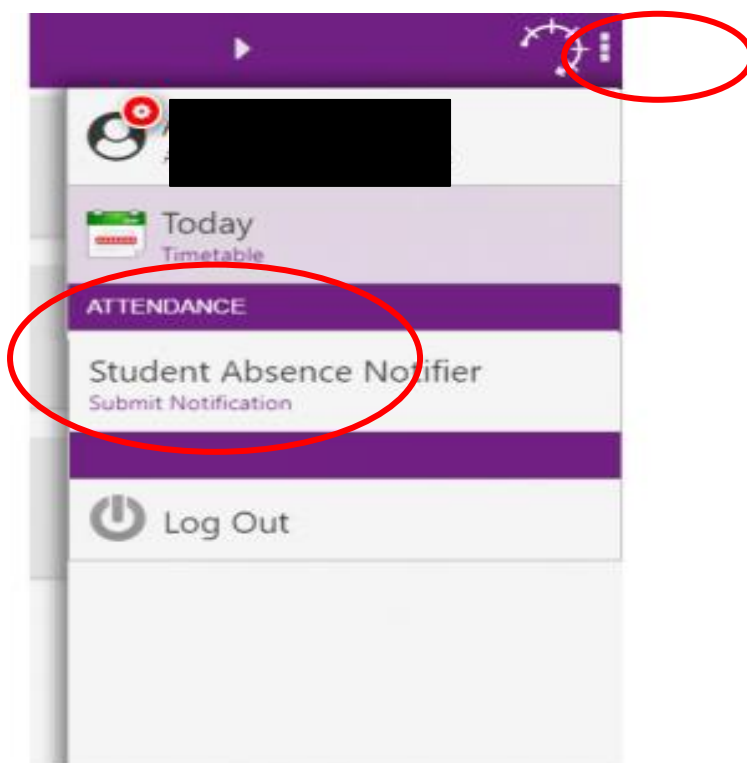 Today
Timetable
ATTENDANCE
Student Absence Notifier
Submit Notification
Log Out